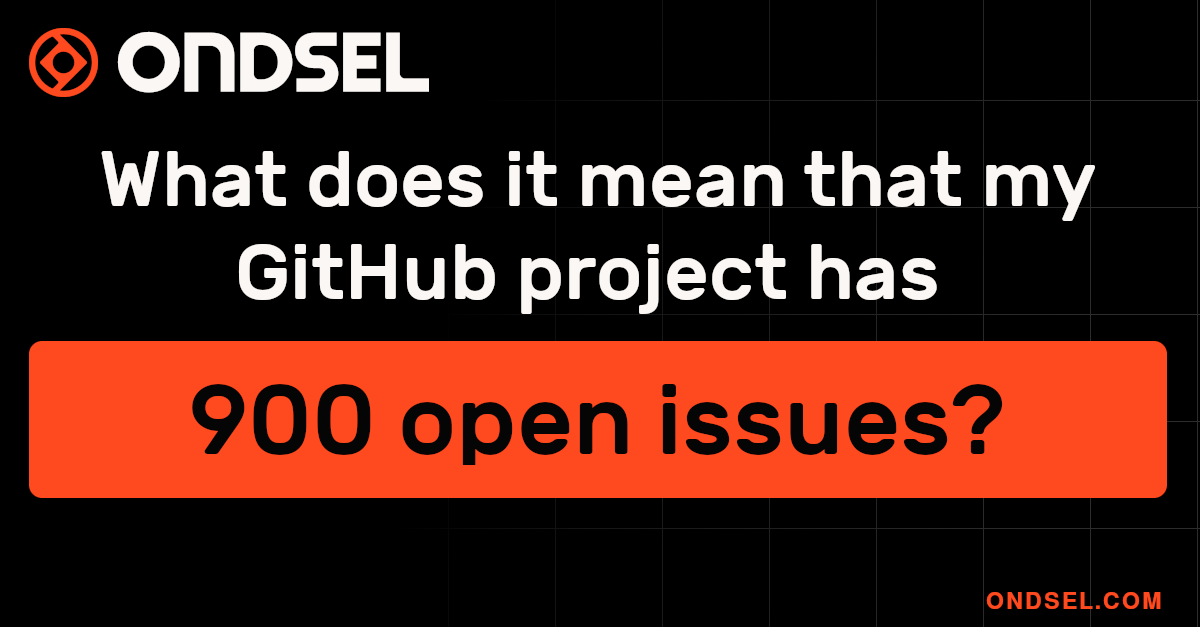 ONDSEL
What does it mean that my
GitHub project has
900 open issues?
ONDSEL.COM